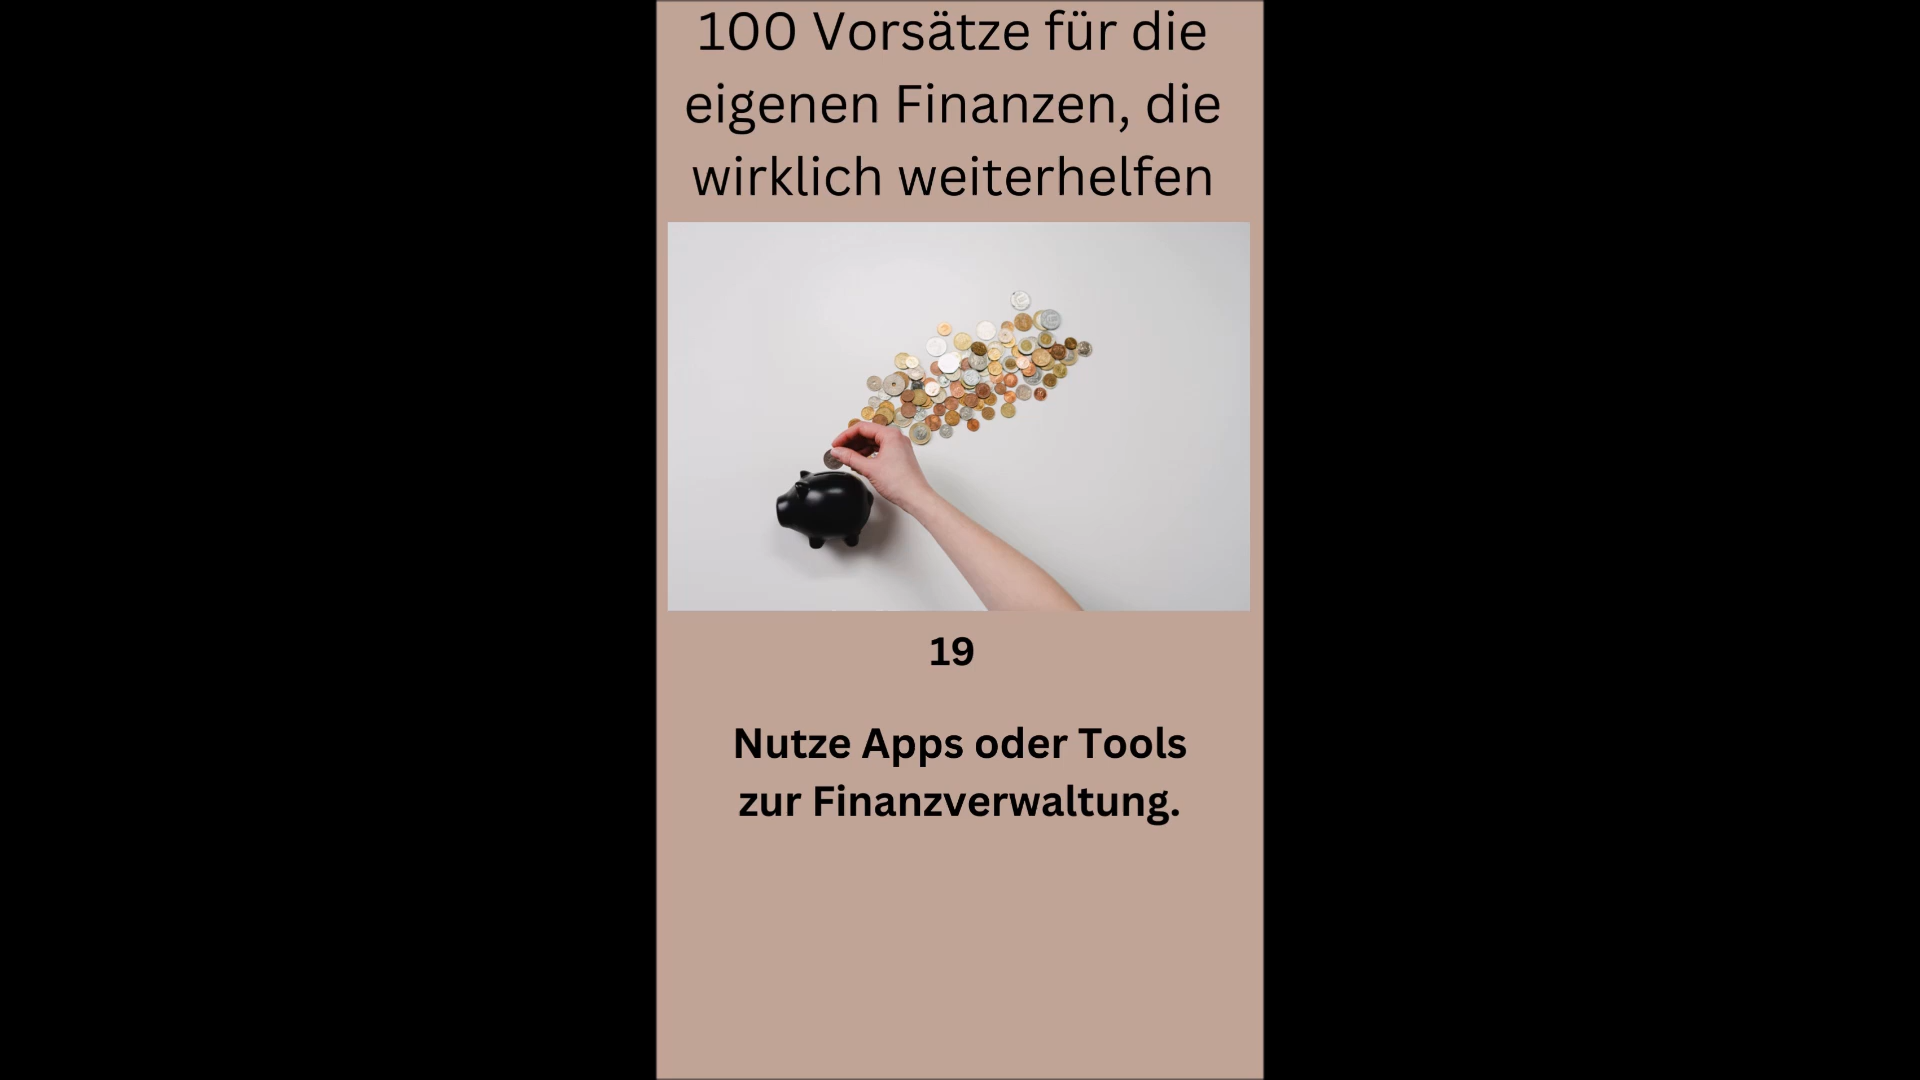 100 Vorsätze für die
eigenen Finanzen, die
wirklich weiterhelfen
19
Nutze Apps oder Tools
zur Finanzverwaltung.